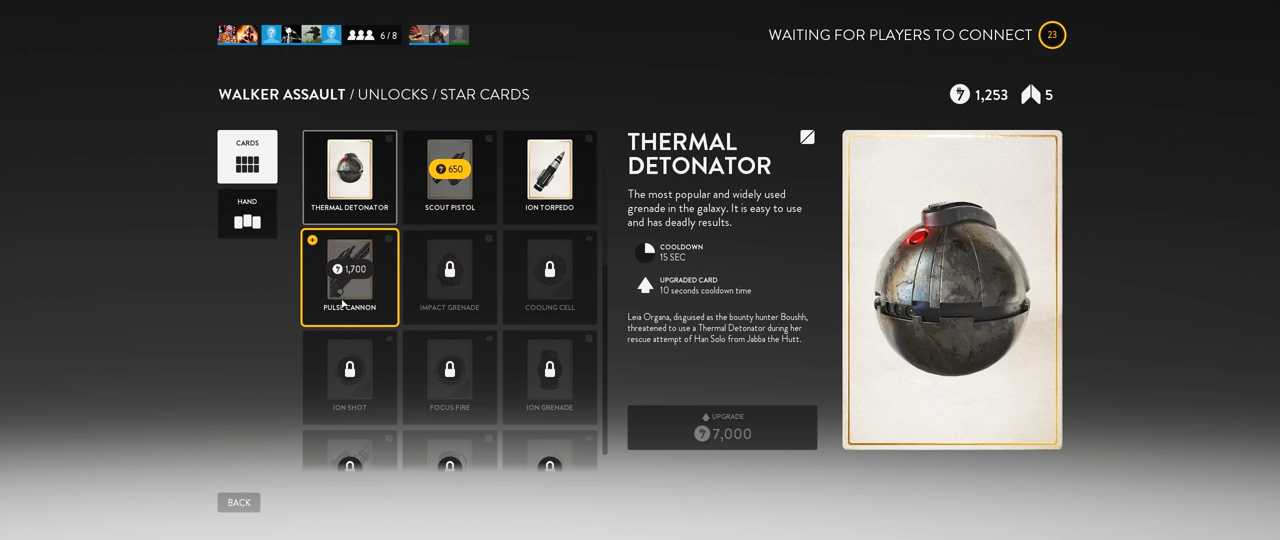 6 / 8
WAITING FOR PLAYERS TO CONNECT 23
WALKER ASSAULT / UNLOCKS / STAR CARDS
1,253 5
CARDS
HAND
THERMAL DETONATOR
650
SCOUT PISTOL
ION TORPEDO
1,700
PULSE CANNON
IMPACT GRENADE
COOLING CELL
ION SHOT
FOCUS FIRE
ION GRENADE
THERMAL
DETONATOR
The most popular and widely used
grenade in the galaxy. It is easy to use
and has deadly results.
COOLDOWN
15 SEC
UPGRADED CARD
10 seconds cooldown time
Leia Organa, disguised as the bounty hunter Boushh,
threatened to use a Thermal Detonator during her
rescue attempt of Han Solo from Jabba the Hutt.
UPGRADE
7,000
BACK